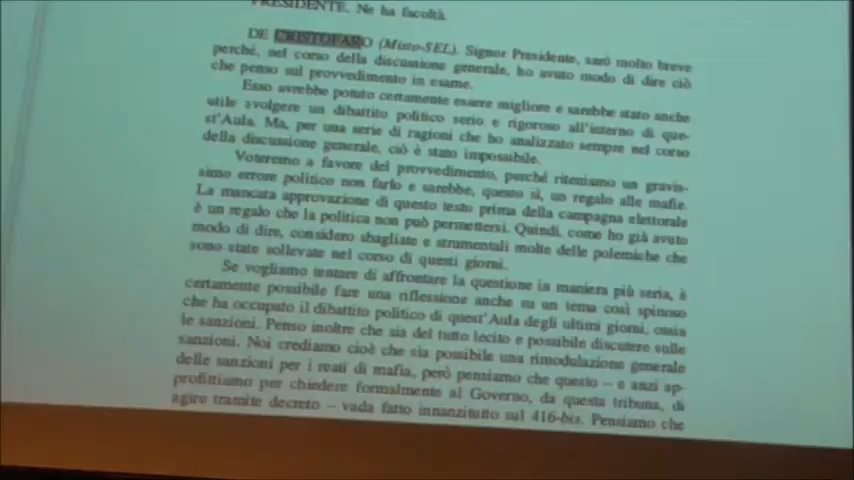 PRESIDENTE. Ne ha facoltà.
DE CRISTOFARO (Misto-SEL). Signor Presidente, sarò molto breve
perché, nel corso della discussione generale, ho avuto modo di dire ciò
che penso sul provvedimento in esame.
Esso avrebbe potuto certamente essere migliore e sarebbe stato anche
utile svolgere un dibattito politico serio e rigoroso all'interno di que-
st'Aula. Ma, per una serie di ragioni che ho analizzato sempre nel corso
della discussione generale, ciò è stato impossibile.
Voteremo a favore del provvedimento, perché riteniamo un gravis-
simo errore politico non farlo e sarebbe, questo sì, un regalo alle mafie.
La mancata approvazione di questo testo prima della campagna elettorale
è un regalo che la politica non può permettersi. Quindi, come ho già avuto
modo di dire, considero sbagliate e strumentali molte delle polemiche che
sono state sollevate nel corso di questi giorni.
Se vogliamo tentare di affrontare la questione in maniera più seria, è
certamente possibile fare una riflessione anche su un tema così spinoso
che ha occupato il dibattito politico di quest'Aula degli ultimi giorni, ossia
le sanzioni. Penso inoltre che sia del tutto lecito e possibile discutere sulle
sanzioni. Noi crediamo cioè che sia possibile una rimodulazione generale
delle sanzioni per i reati di mafia, però pensiamo che questo – e anzi ap-
profittiamo per chiedere formalmente al Governo, da questa tribuna, di
agire tramite decreto – vada fatto innanzitutto sul 416-bis. Pensiamo che